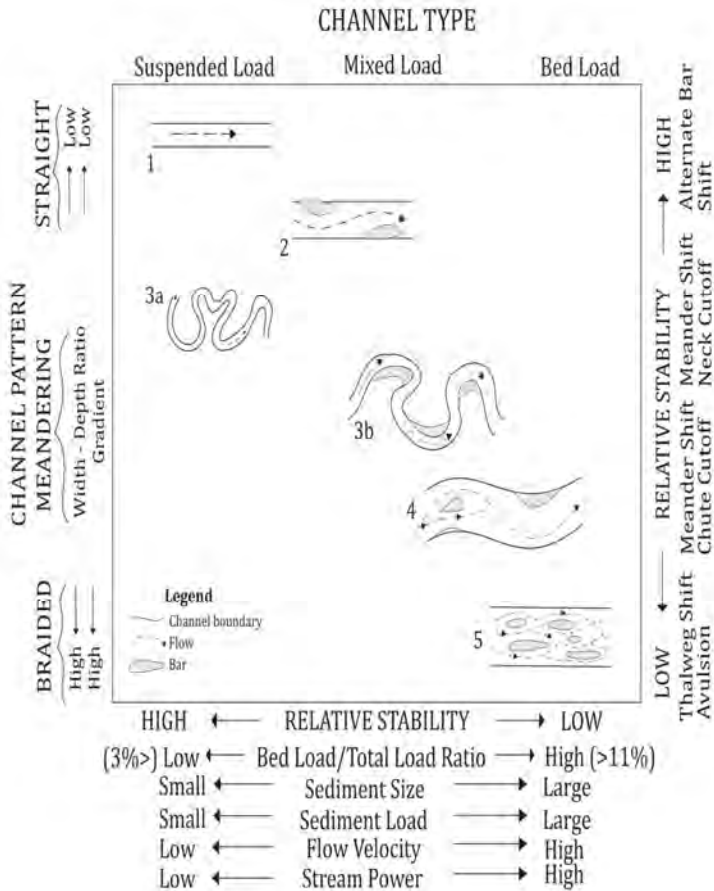 CHANNEL TYPE
Suspended Load Mixed Load Bed Load
CHANNEL PATTERN
STRAIGHT
Low
Low
MEANDERING
Width - Depth Ratio
Gradient
BRAIDED
High
High
1
2
3a
3b
4
5
Legend
Channel boundary
Flow
Bar
HIGH
RELATIVE STABILITY
LOW
Alternate Bar
Shift
Meander Shift
Neck Cutoff
Meander Shift
Chute Cutoff
Thalweg Shift
Avulsion
HIGH RELATIVE STABILITY LOW
(3%>) Low Bed Load/Total Load Ratio High (>11%)
Small Sediment Size Large
Small Sediment Load Large
Low Flow Velocity High
Low Stream Power High